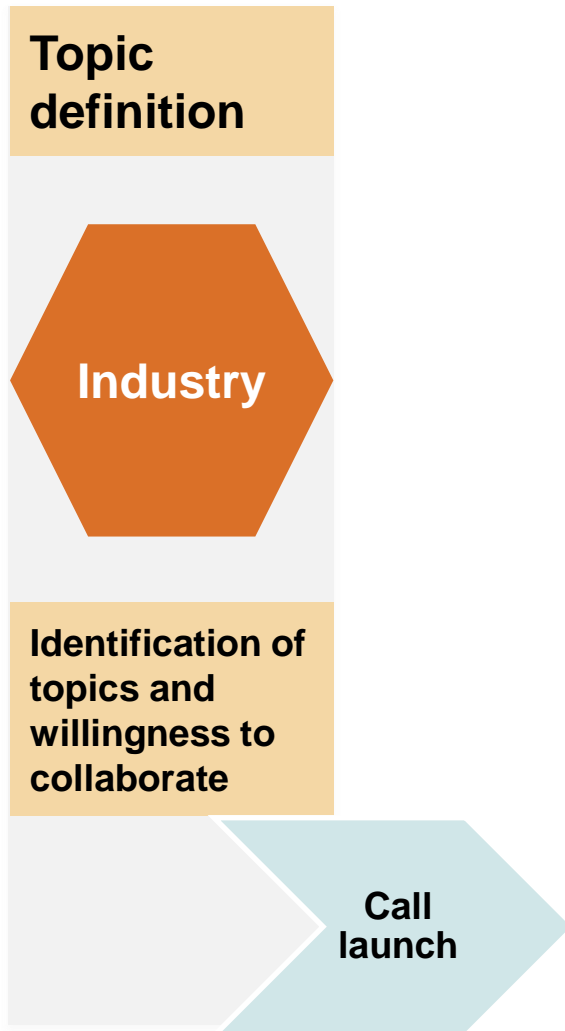 Topic
definition
Industry
Identification of
topics and
willingness to
collaborate
Call
launch